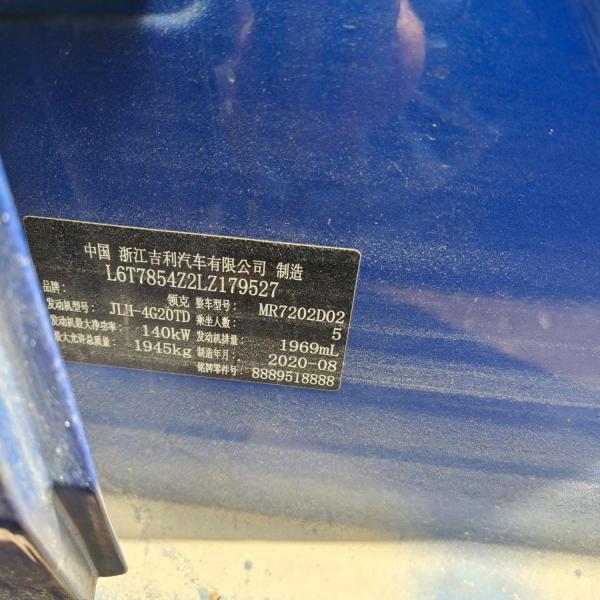 中国 浙江吉利汽车有限公司 制造
L6T7854Z2LZ179527
品牌: 领克 整车型号: MR7202D02
发动机型号: JLH-4G20TD 乘坐人数: 5
发动机最大净功率: 140kW 发动机排量: 1969mL
最大允许总质量: 1945kg 制造年月: 2020-08
铭牌零件号: 8889518888